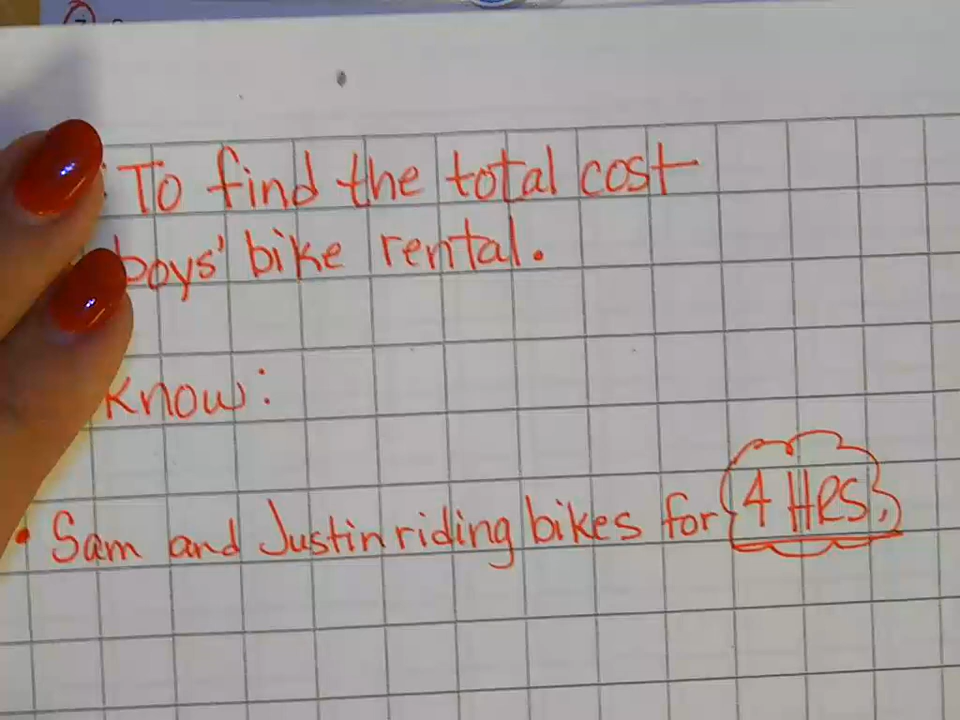 : To find the total cost
boys' bike rental.
know:
• Sam and Justin riding bikes for 4 HRS,